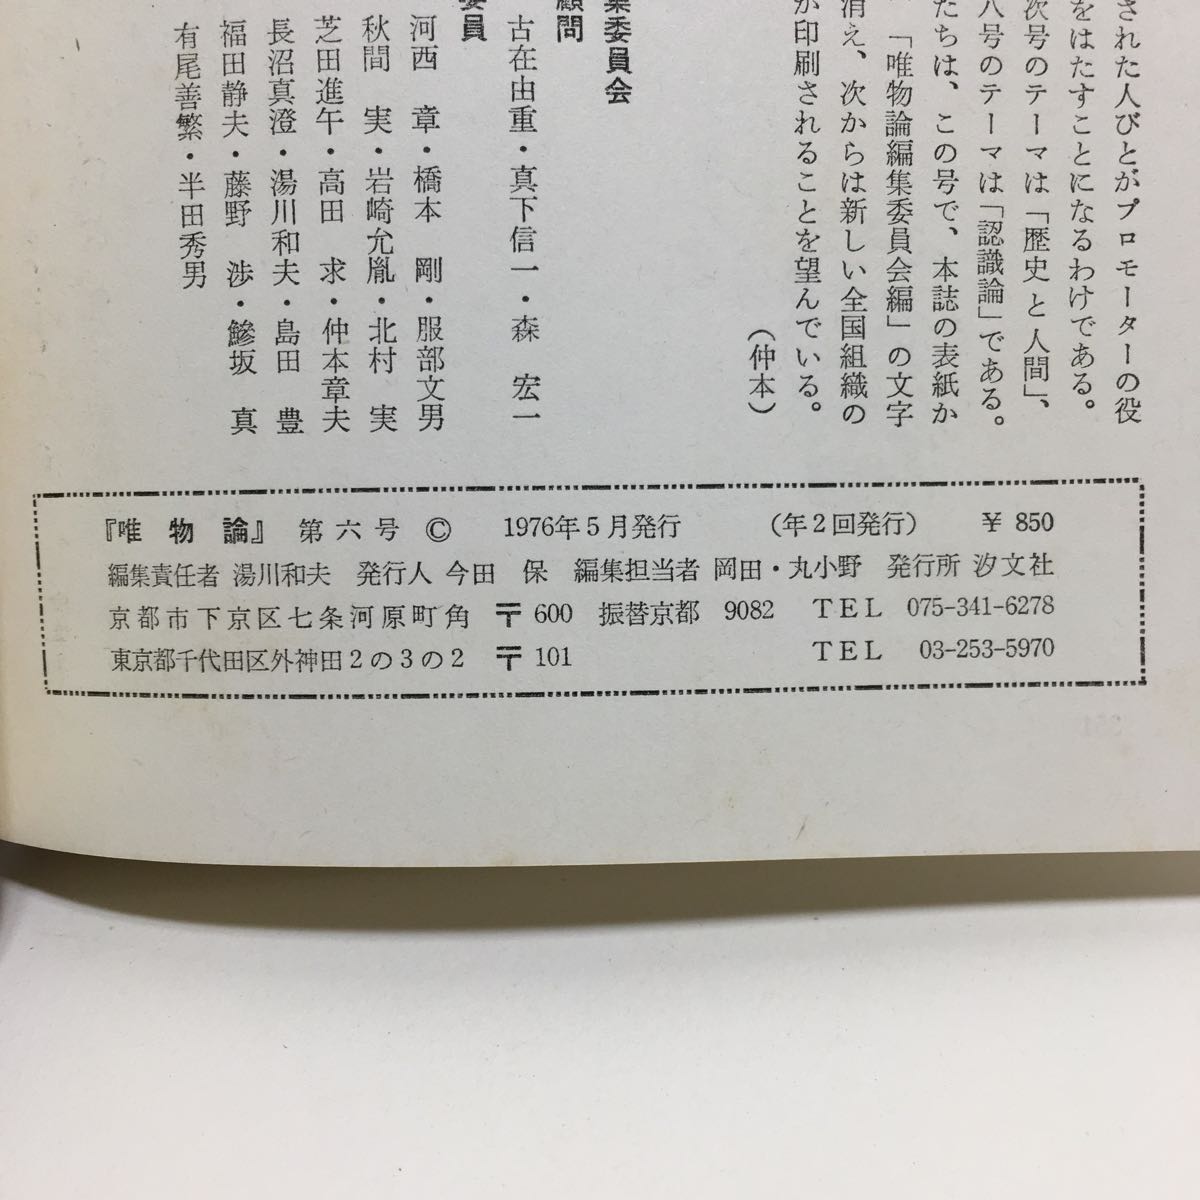 された人びとがプロモーターの役
をはたすことになるわけである。
次号のテーマは「歴史と人間」、
八号のテーマは「認識論」である。
たちは、この号で、本誌の表紙か
「唯物論編集委員会編」の文字
消え、次からは新しい全国組織の
が印刷されることを望んでいる。
（仲本）
集委員会
顧問
古在由重・真下信一・森　宏一
委員
河西　章・橋本　剛・服部文男
秋間　実・岩崎允胤・北村　実
芝田進午・高田　求・仲本章夫
長沼真澄・湯川和夫・島田　豊
福田静夫・藤野　渉・鰺坂　真
有尾善繁・半田秀男
『唯物論』 第六号 © 1976年5月発行 （年2回発行） ¥ 850
編集責任者 湯川和夫 発行人 今田　保 編集担当者 岡田・丸小野 発行所 汐文社
京都市下京区七条河原町角 〒600 振替京都 9082 TEL 075-341-6278
東京都千代田区外神田2の3の2 〒101 TEL 03-253-5970